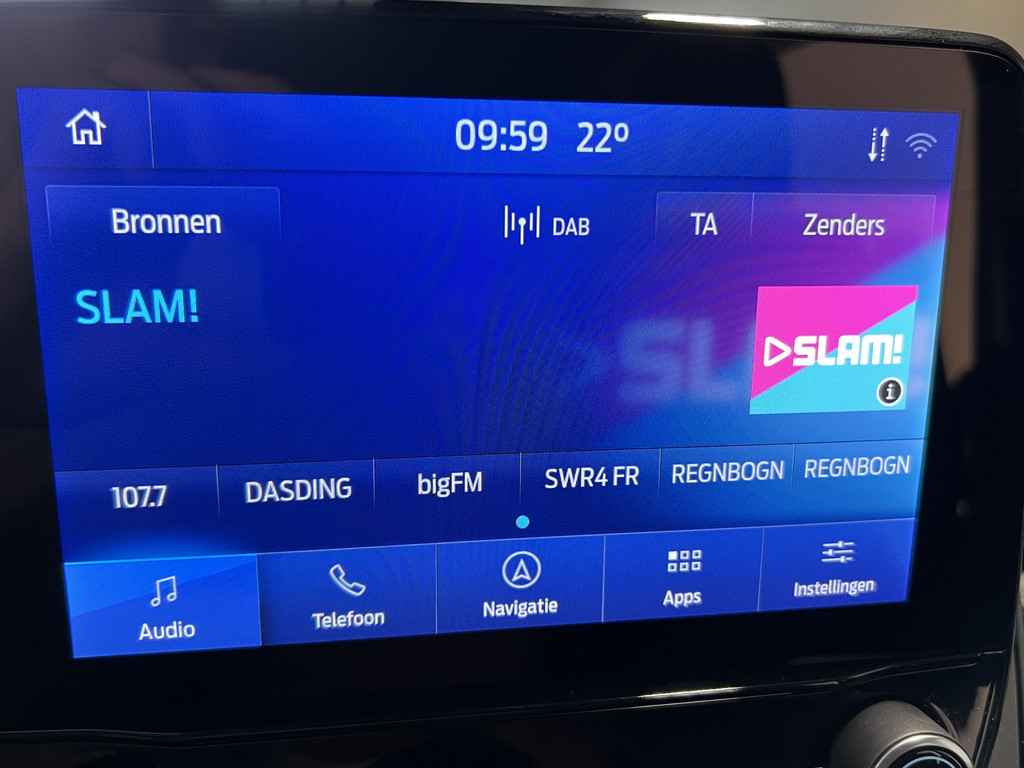 09:59 22º
Bronnen
DAB
TA
Zenders
SLAM!
SLAM!
SLAM!
107.7
DASDING
bigFM
SWR4 FR
REGNBOGN
REGNBOGN
Audio
Telefoon
Navigatie
Apps
Instellingen